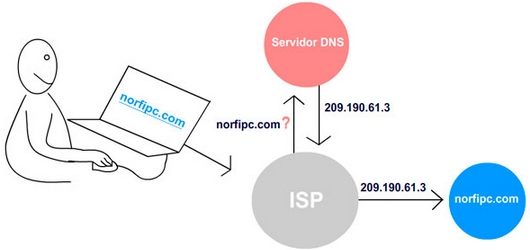 Servidor DNS
norfipc.com
209.190.61.3
norfipc.com?
ISP
209.190.61.3
norfipc.com